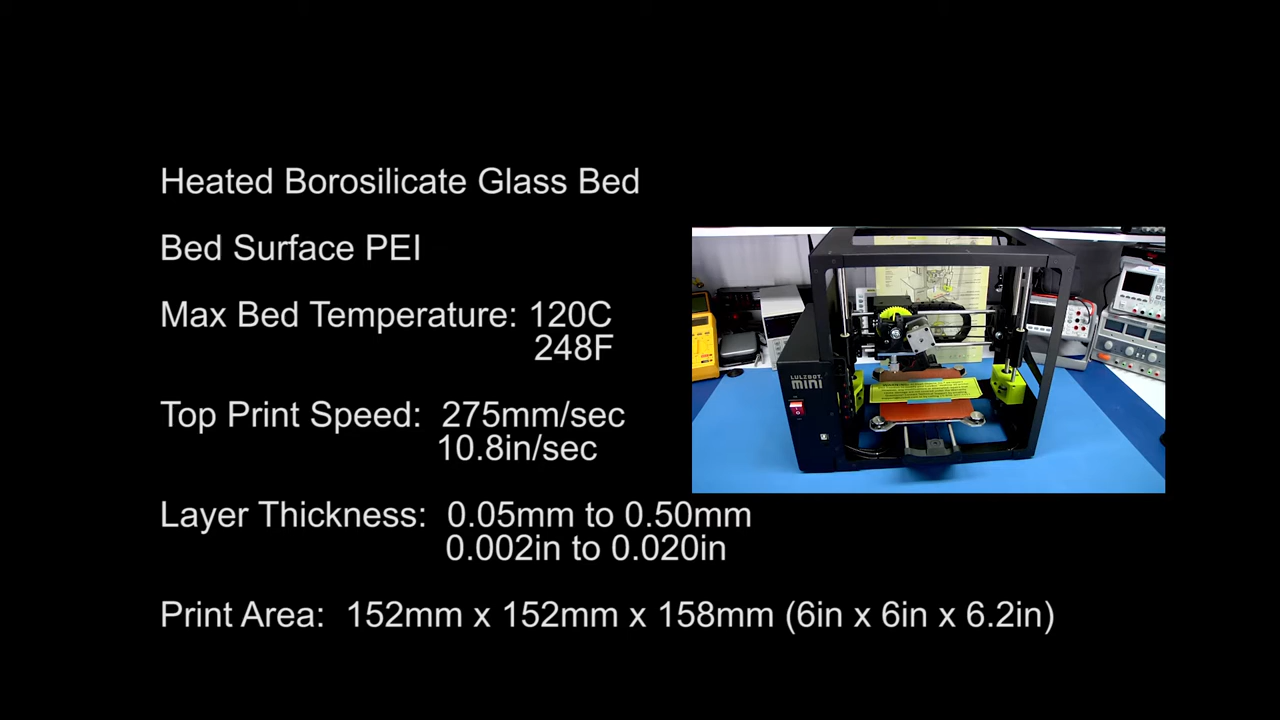 Heated Borosilicate Glass Bed
Bed Surface PEI
Max Bed Temperature: 120C
248F
Top Print Speed: 275mm/sec
10.8in/sec
Layer Thickness: 0.05mm to 0.50mm
0.002in to 0.020in
Print Area: 152mm x 152mm x 158mm (6in x 6in x 6.2in)
LULZBOT
mini